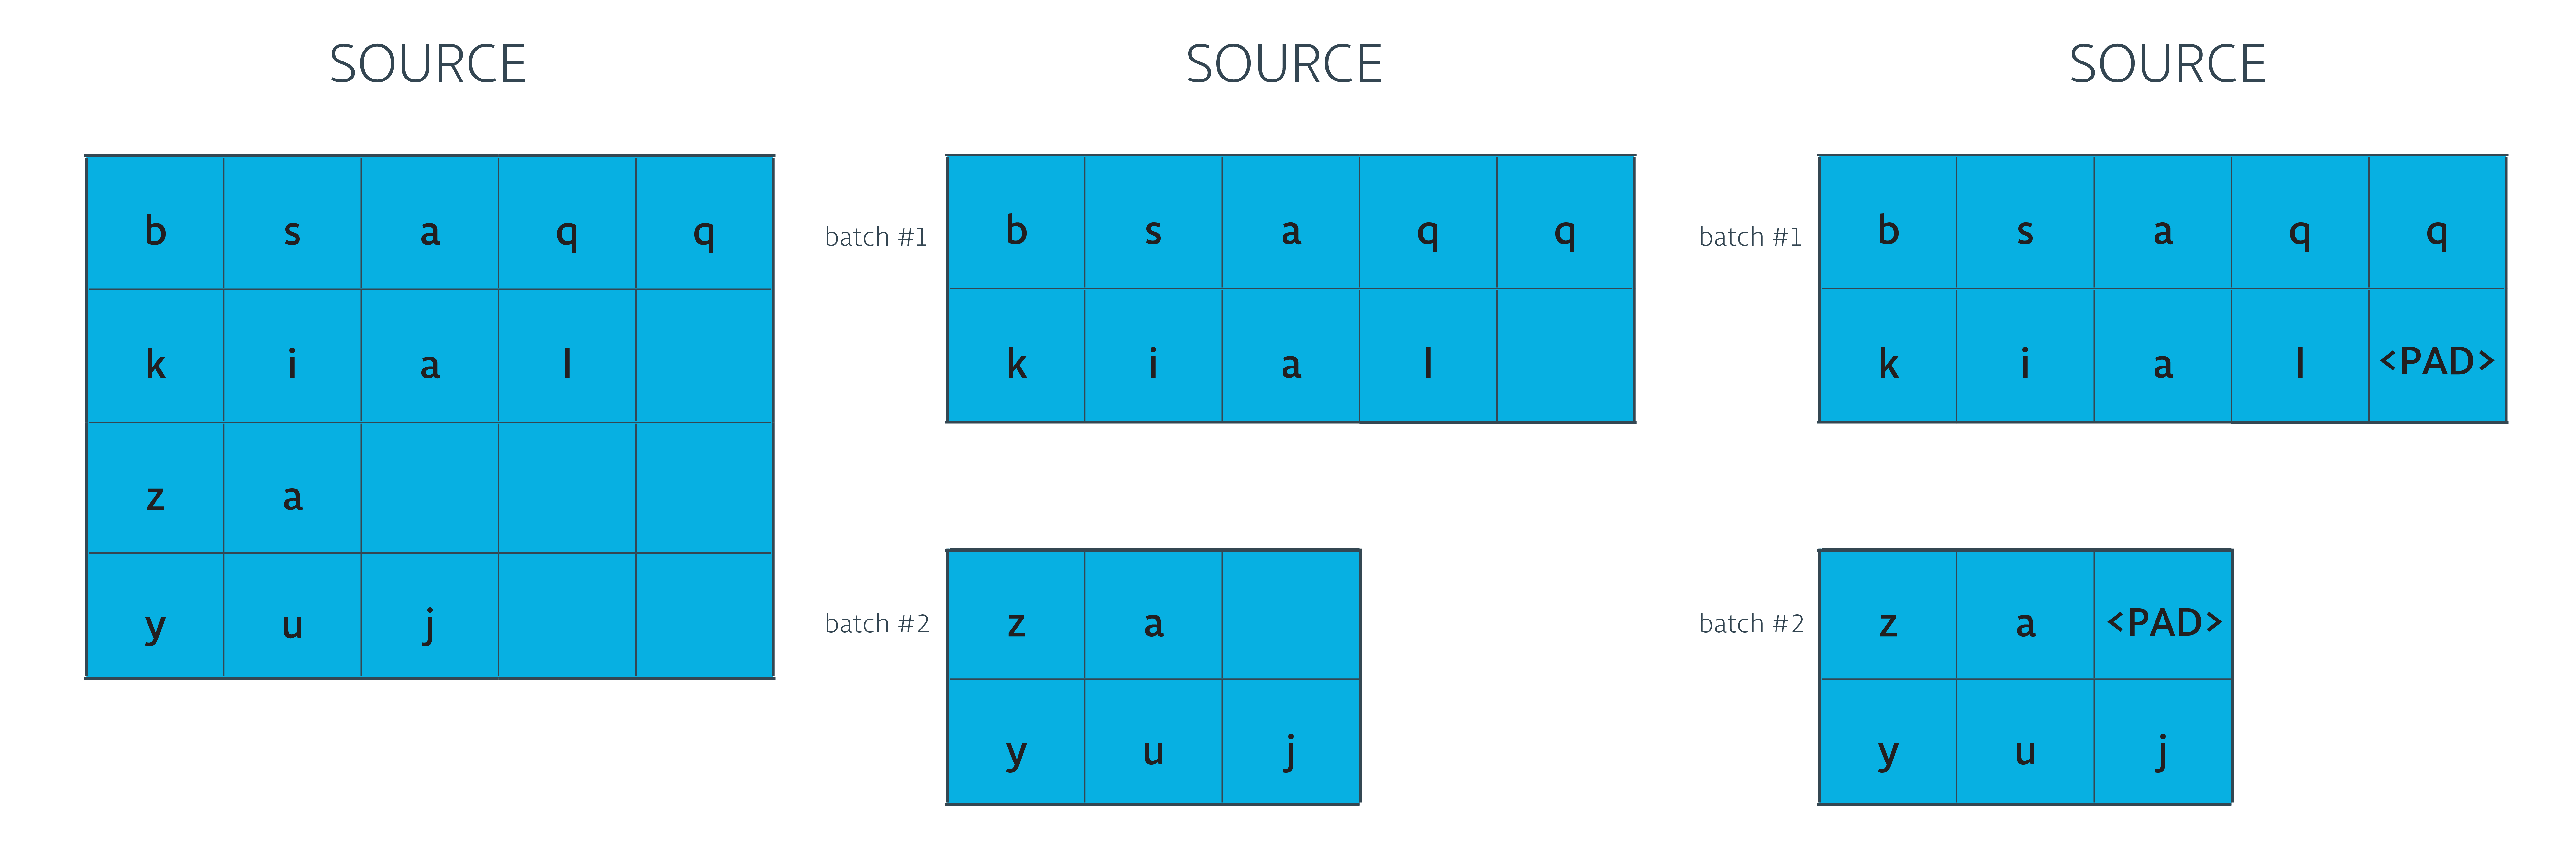 SOURCE
b s a q q
k i a l
z a
y u j
SOURCE
batch #1
b s a q q
k i a l
batch #2
z a
y u j
SOURCE
batch #1
b s a q q
k i a l <PAD>
batch #2
z a <PAD>
y u j